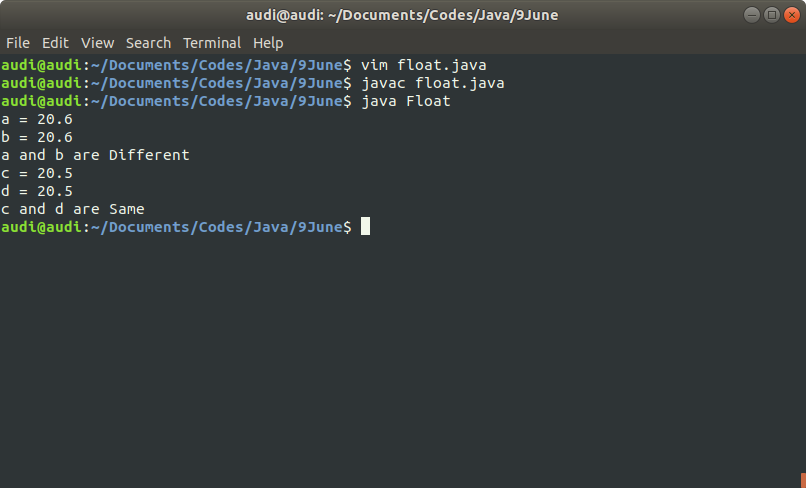 audi@audi: ~/Documents/Codes/Java/9June
File Edit View Search Terminal Help
audi@audi:~/Documents/Codes/Java/9June$ vim float.java
audi@audi:~/Documents/Codes/Java/9June$ javac float.java
audi@audi:~/Documents/Codes/Java/9June$ java Float
a = 20.6
b = 20.6
a and b are Different
c = 20.5
d = 20.5
c and d are Same
audi@audi:~/Documents/Codes/Java/9June$